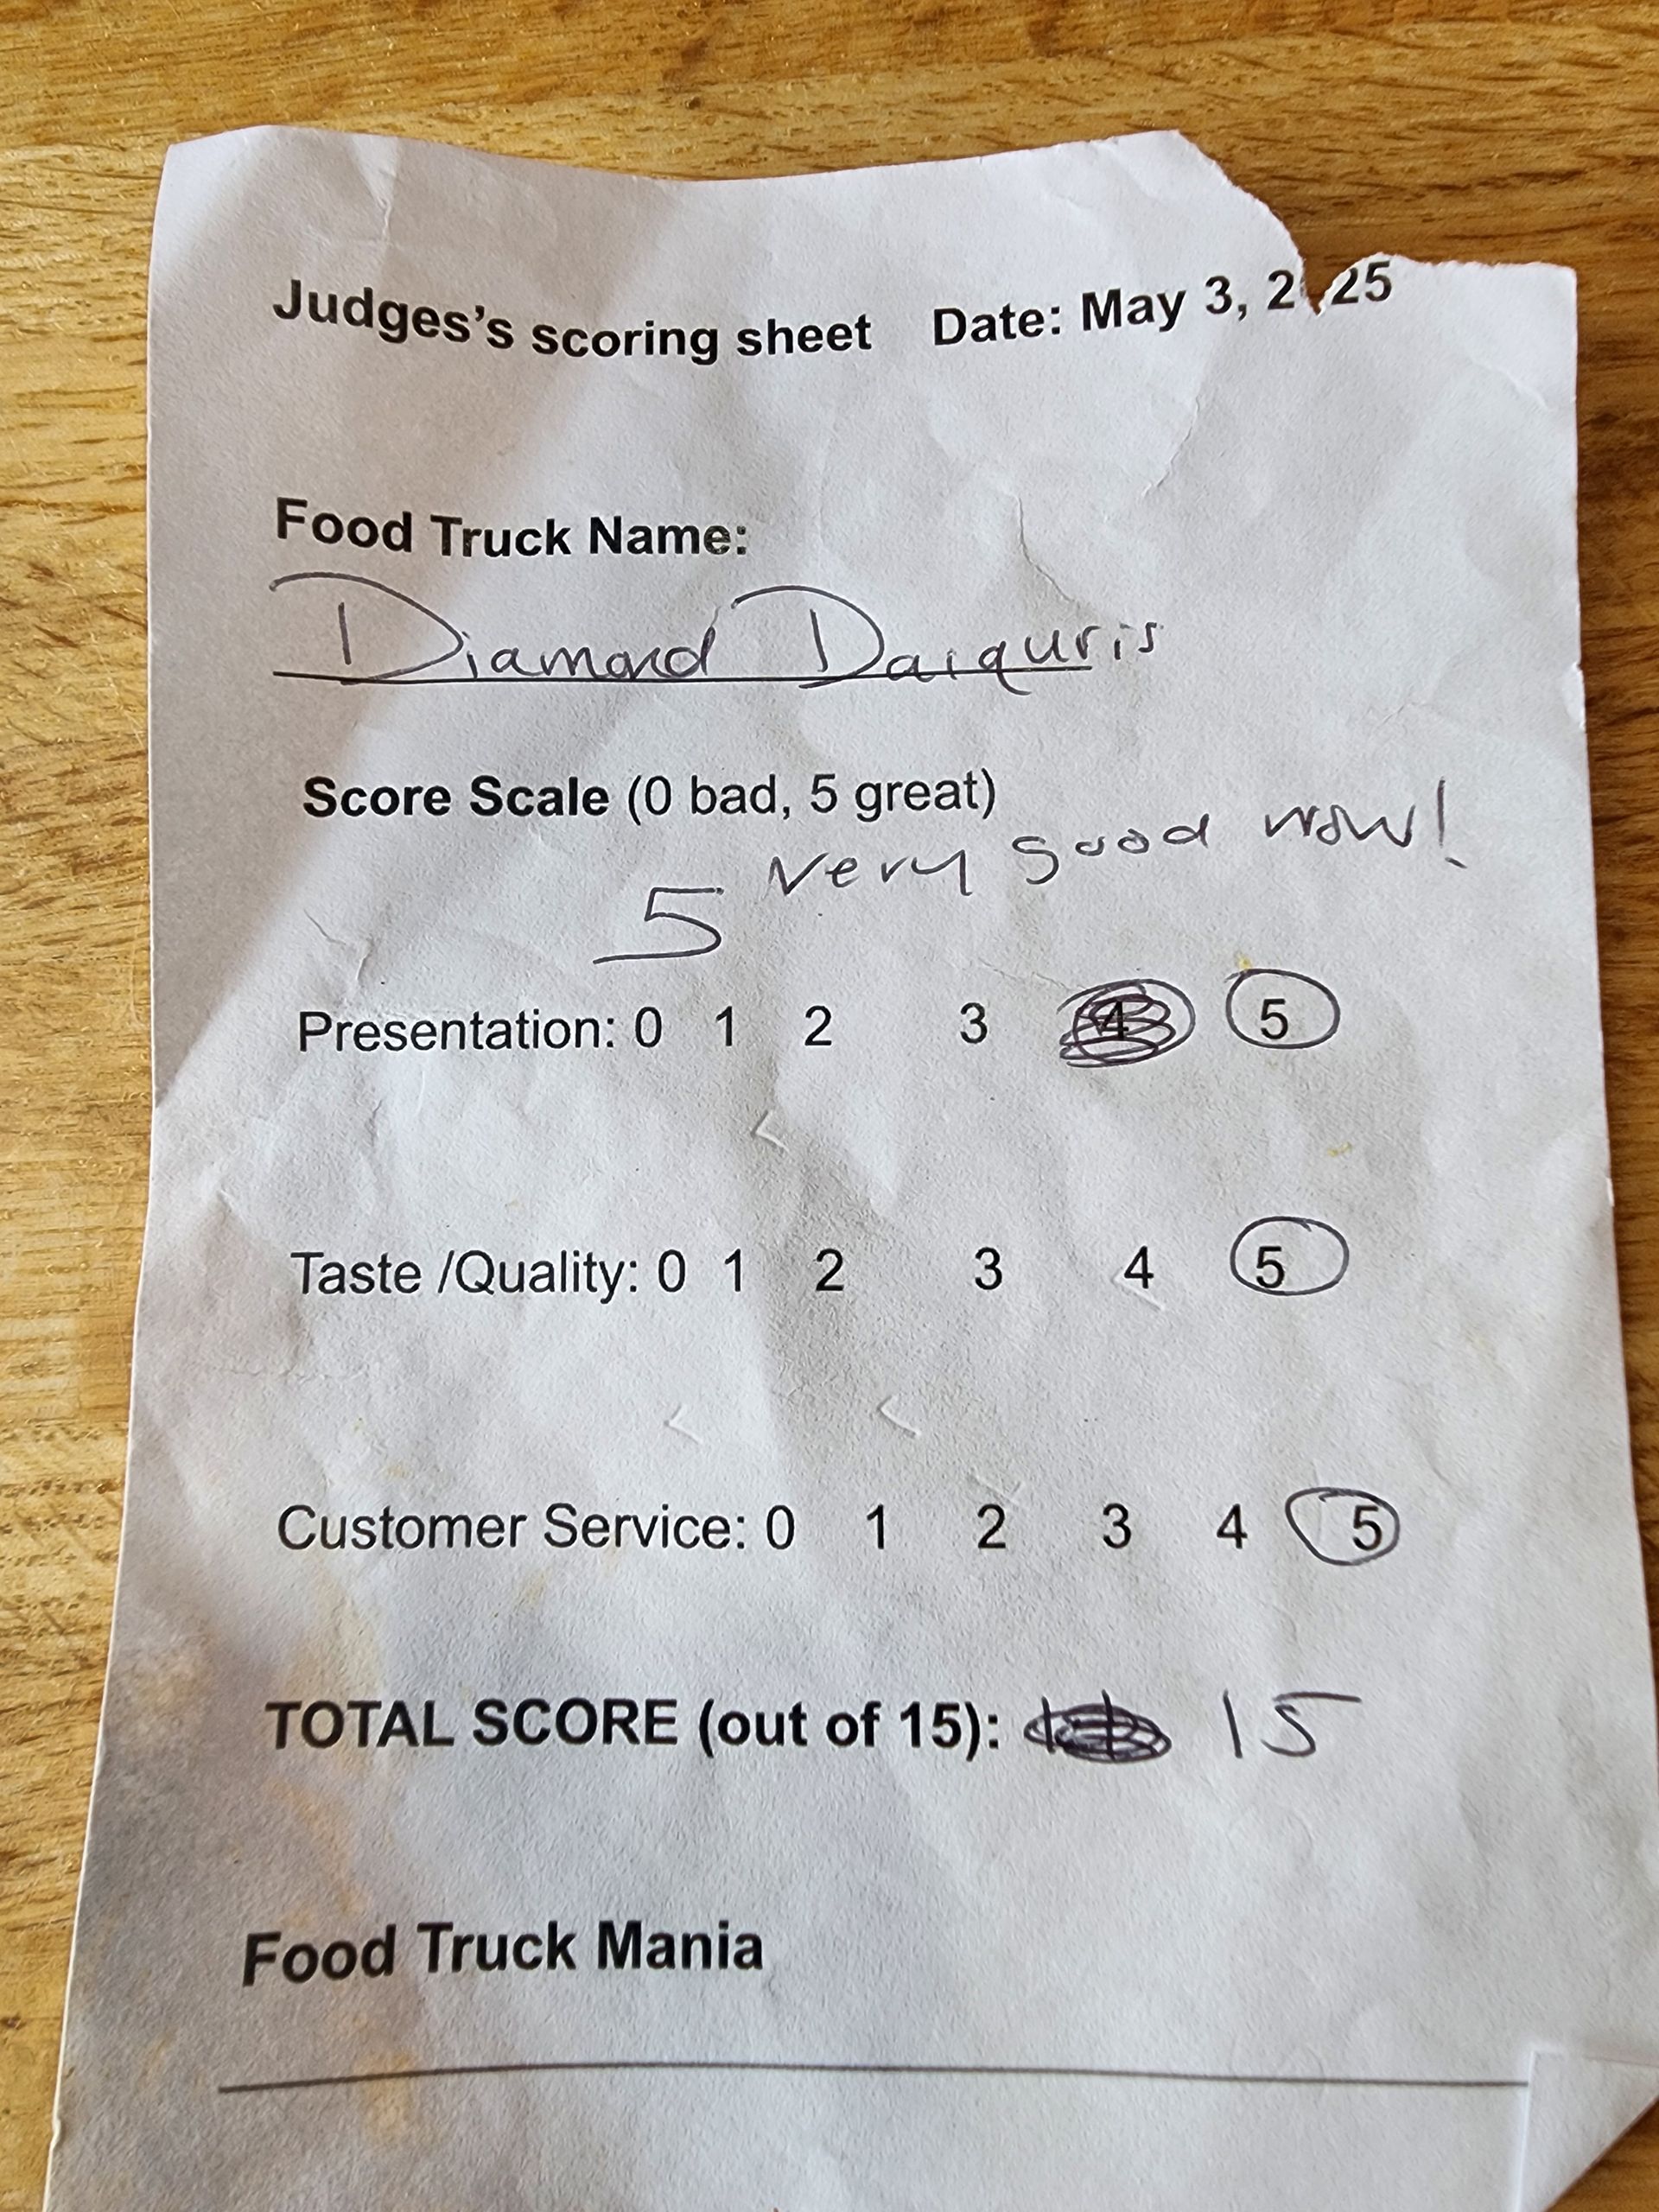 Judges's scoring sheet Date: May 3, 2025
Food Truck Name:
Diamond Daiquris
Score Scale (0 bad, 5 great)
Very good wow!
5
Presentation: 0 1 2 3 4 5
Taste /Quality: 0 1 2 3 4 5
Customer Service: 0 1 2 3 4 5
TOTAL SCORE (out of 15): 15
Food Truck Mania